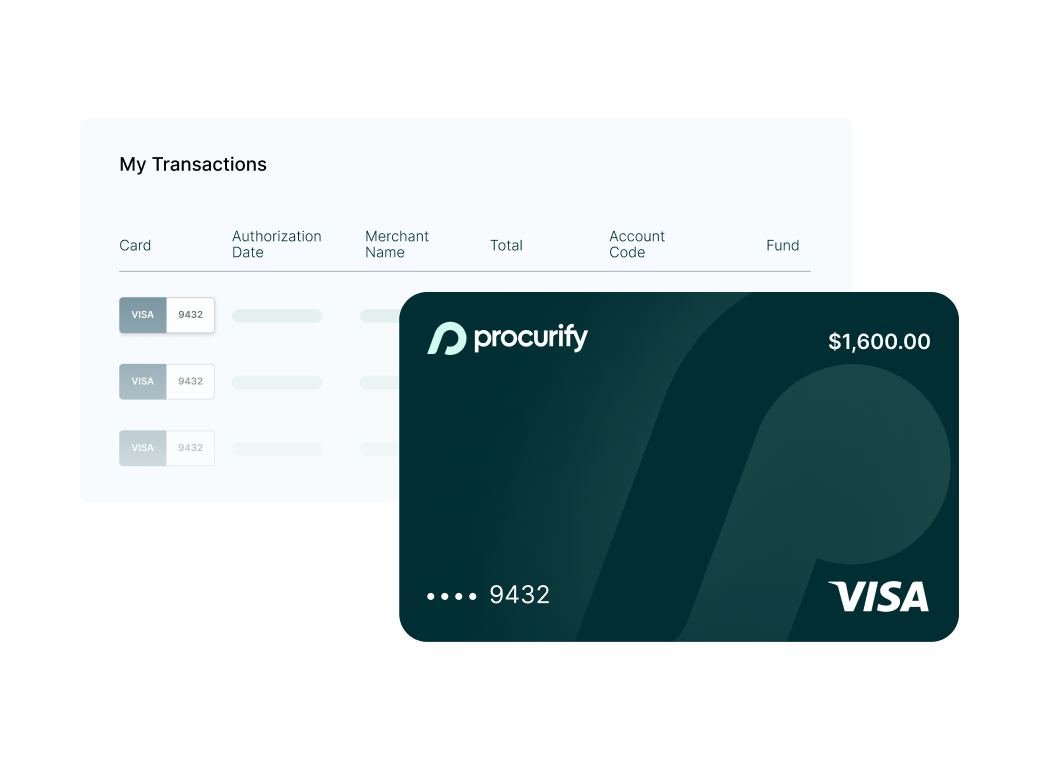 My Transactions
Card
Authorization
Date
Merchant
Name
Total
Account
Code
Fund
VISA 9432
VISA 9432
VISA 9432
procurify
$1,600.00
•••• 9432
VISA